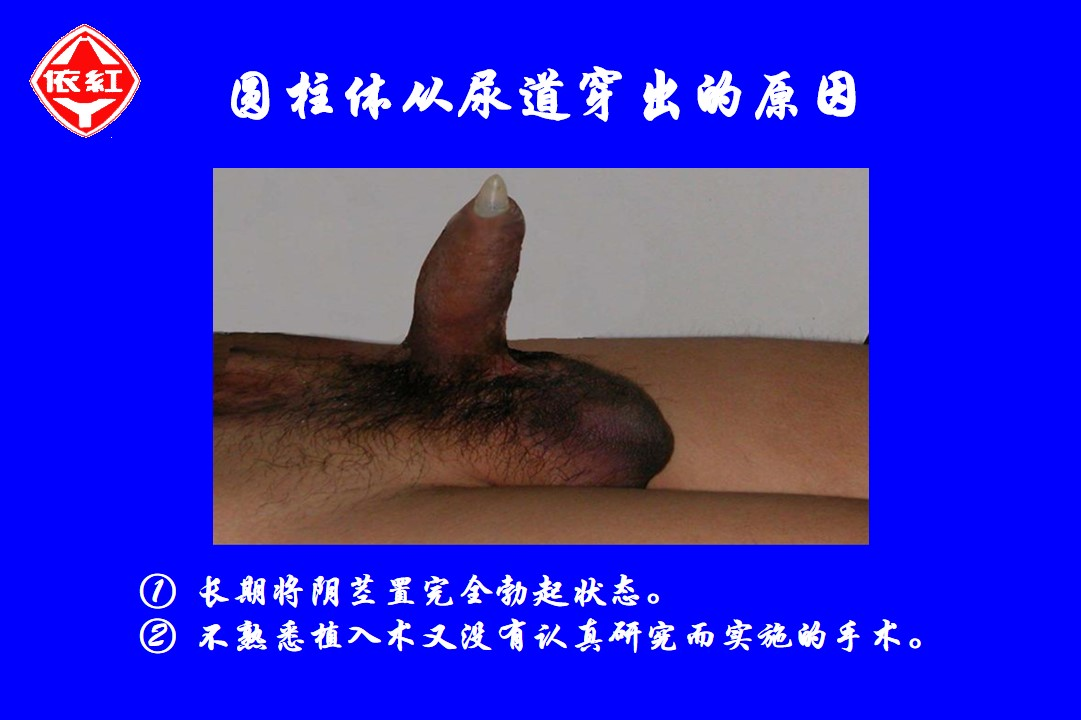 依紅
圆柱体从尿道穿出的原因
① 长期将阴茎置完全勃起状态。
② 不熟悉植入术又没有认真研究而实施的手术。